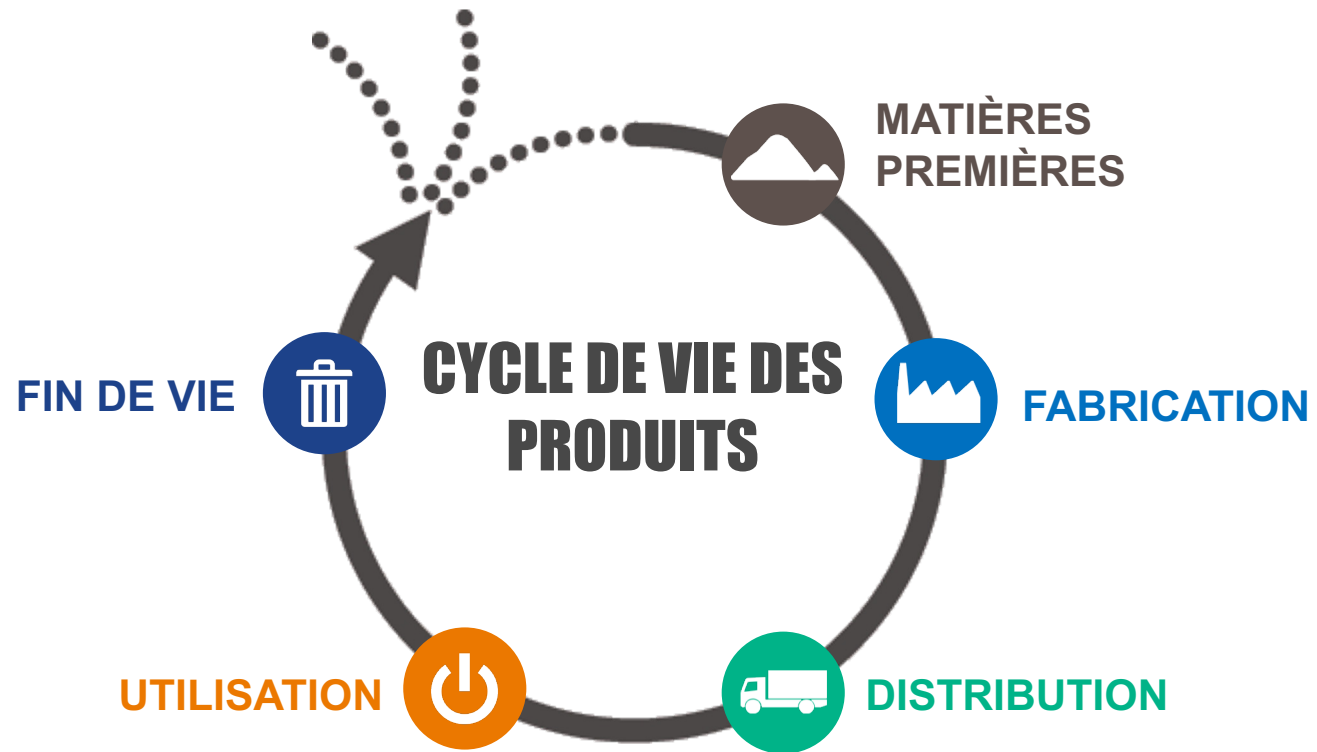 MATIÈRES
PREMIÈRES
CYCLE DE VIE DES
PRODUITS
FIN DE VIE
FABRICATION
UTILISATION
DISTRIBUTION